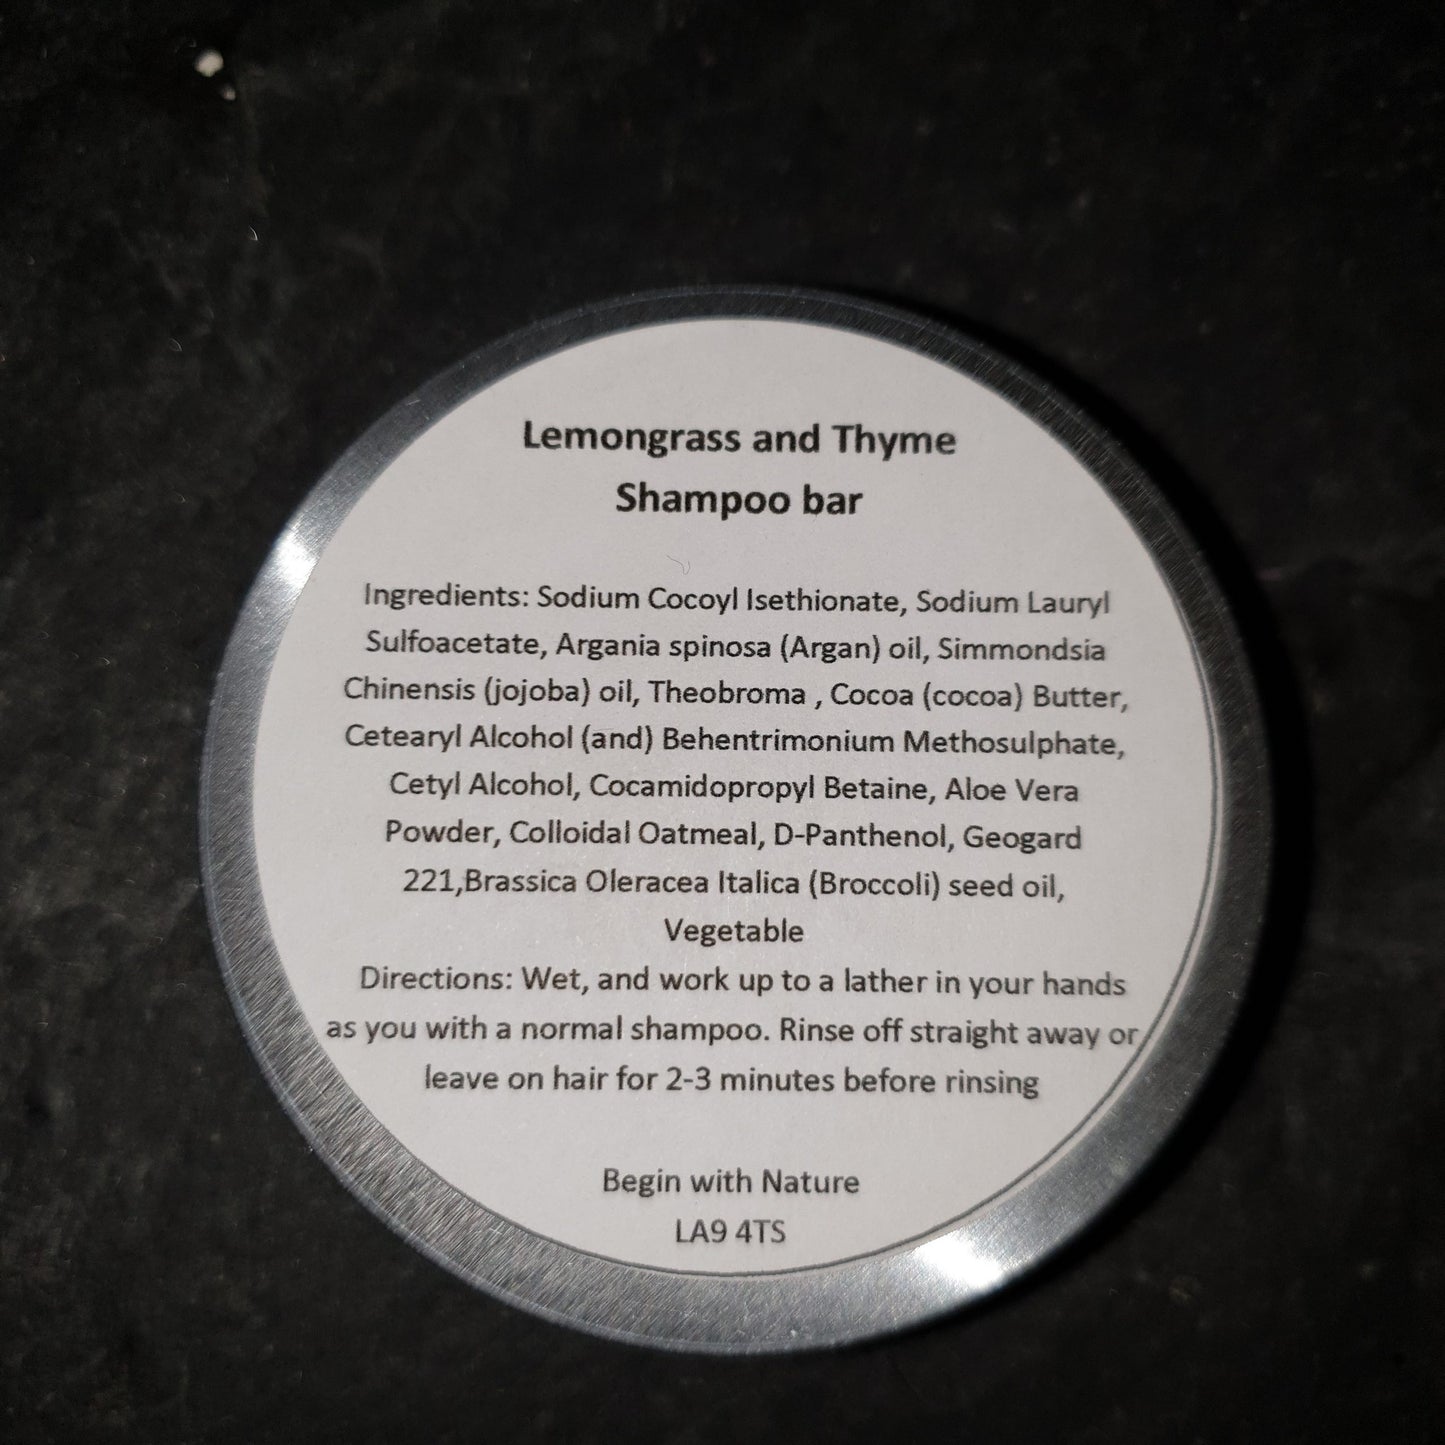 Lemongrass and Thyme
Shampoo bar
Ingredients: Sodium Cocoyl Isethionate, Sodium Lauryl
Sulfoacetate, Argania spinosa (Argan) oil, Simmondsia
Chinensis (jojoba) oil, Theobroma , Cocoa (cocoa) Butter,
Cetearyl Alcohol (and) Behentrimonium Methosulphate,
Cetyl Alcohol, Cocamidopropyl Betaine, Aloe Vera
Powder, Colloidal Oatmeal, D-Panthenol, Geogard
221,Brassica Oleracea Italica (Broccoli) seed oil,
Vegetable
Directions: Wet, and work up to a lather in your hands
as you with a normal shampoo. Rinse off straight away or
leave on hair for 2-3 minutes before rinsing
Begin with Nature
LA9 4TS